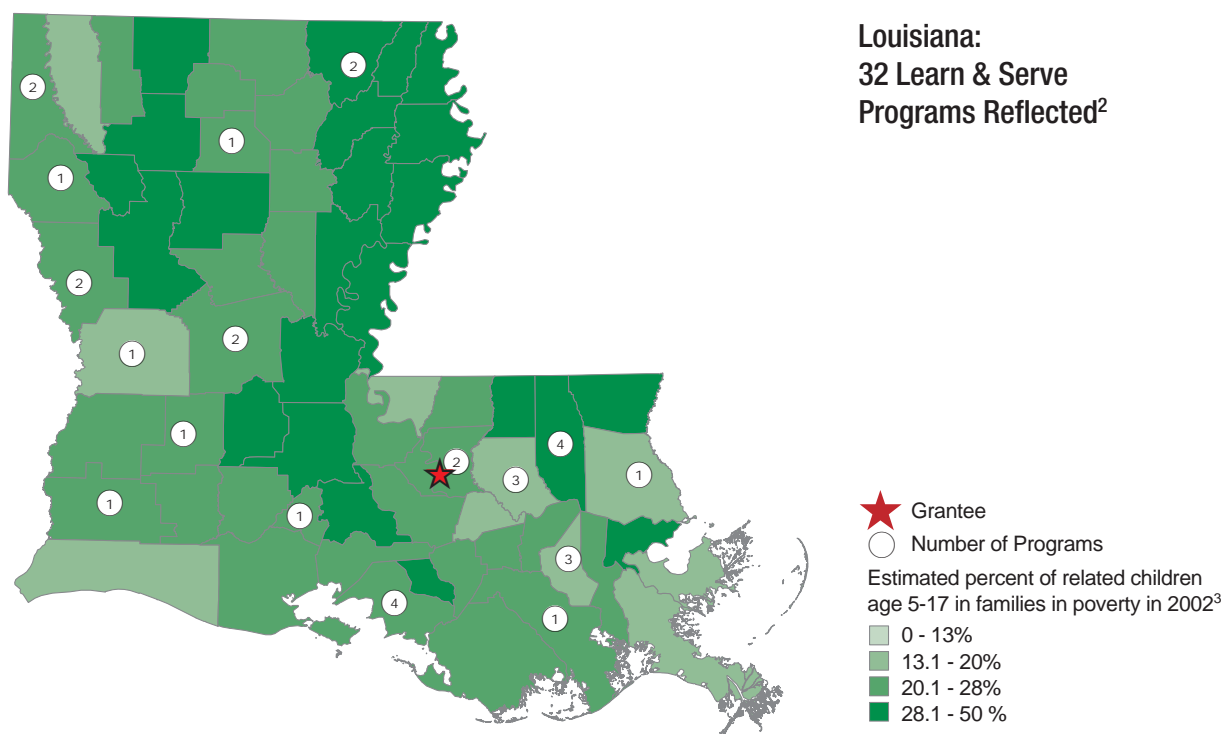 Louisiana:
32 Learn & Serve
Programs Reflected2
2
2
1
1
2
2
1
1
4
2
3
1
1
1
3
4
1
Grantee
Number of Programs
Estimated percent of related children
age 5-17 in families in poverty in 20023
0 - 13%
13.1 - 20%
20.1 - 28%
28.1 - 50 %